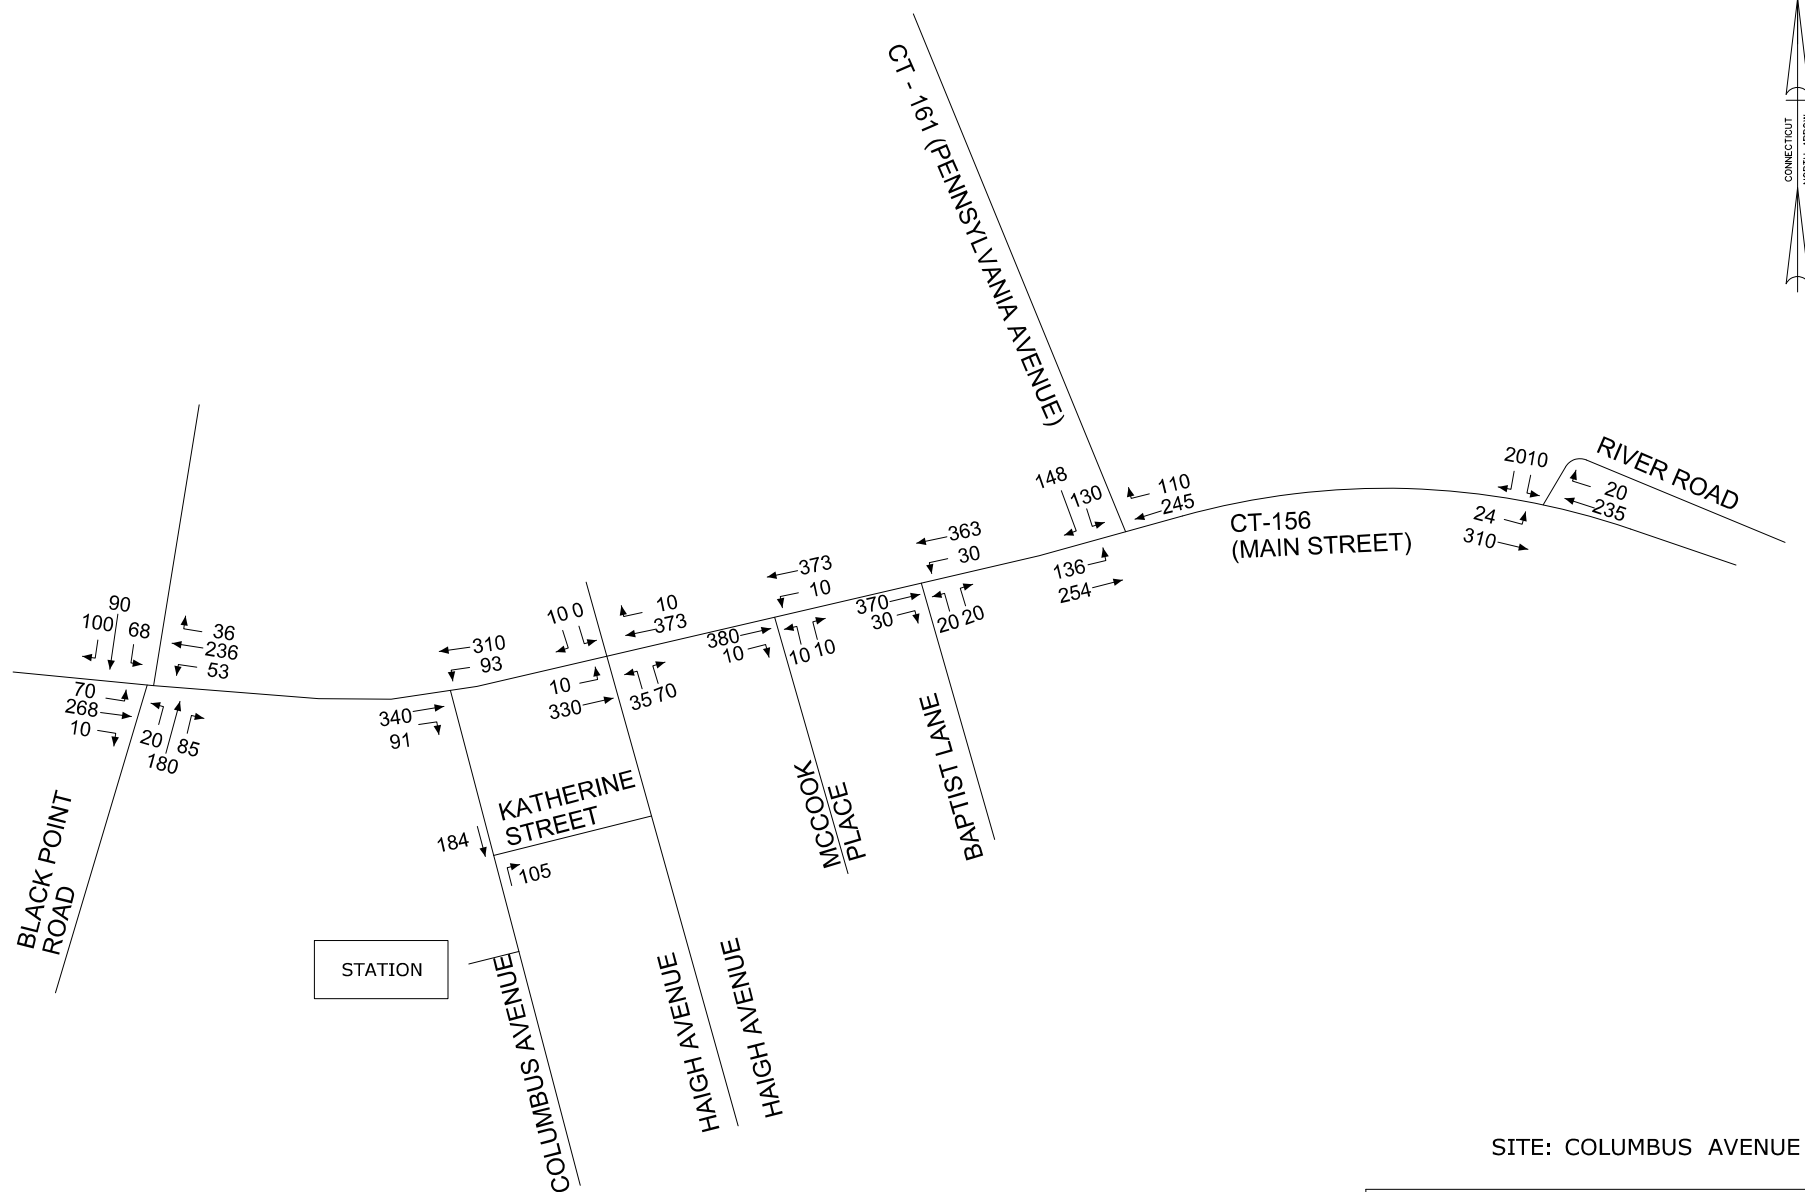 CT - 161 (PENNSYLVANIA AVENUE)
CONNECTICUT
RIVER ROAD
2010
20
235
24
310
148
130
110
245
CT-156
(MAIN STREET)
136
254
363
30
373
10
370
30
20 20
10 0
10
373
380
10
10 10
310
93
10
330
35 70
340
91
90
100 68
36
236
53
70
268
10
20 85
180
BLACK POINT
ROAD
KATHERINE
STREET
184
105
MCCOOK
PLACE
BAPTIST LANE
STATION
COLUMBUS AVENUE
HAIGH AVENUE
HAIGH AVENUE
SITE: COLUMBUS AVENUE